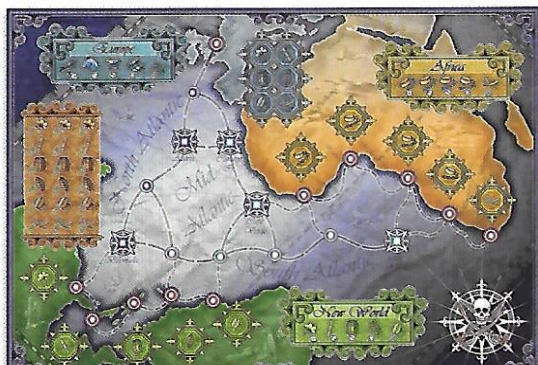 Europe
Africa
North Atlantic
Mid
Atlantic
South Atlantic
New World